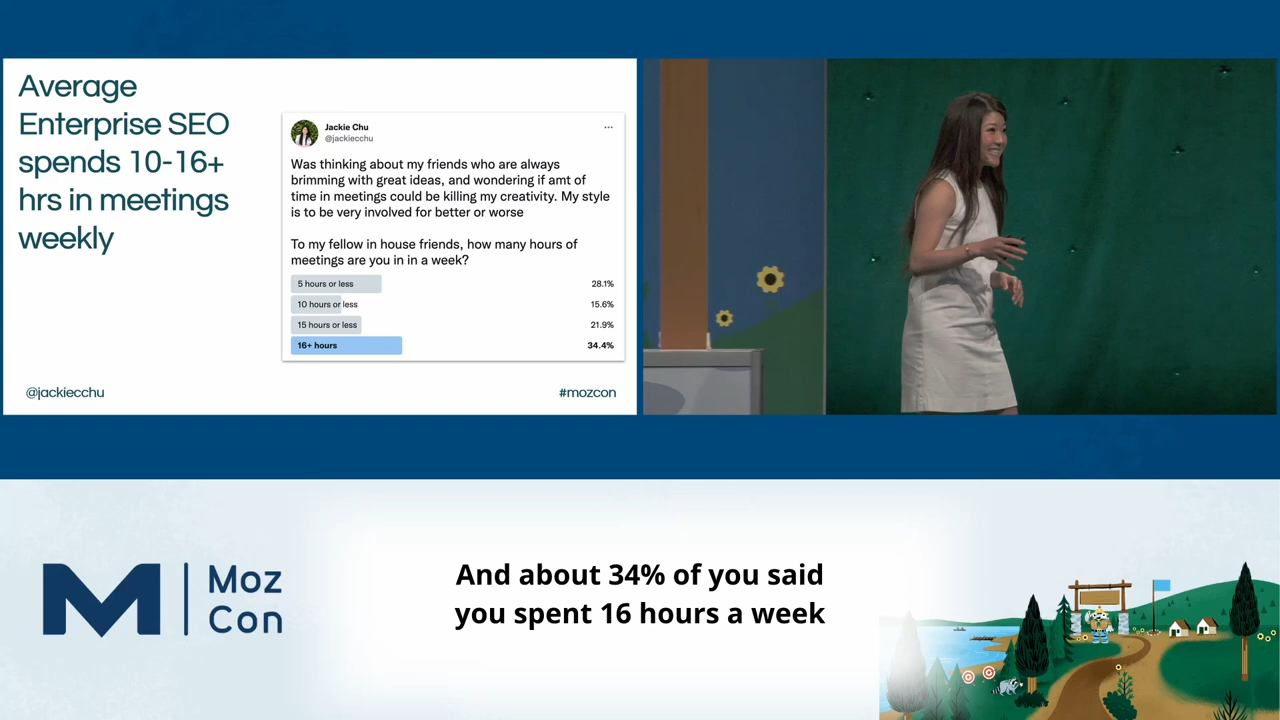 Average
Enterprise SEO
spends 10-16+
hrs in meetings
weekly
Jackie Chu
@jackiecchu
Was thinking about my friends who are always
brimming with great ideas, and wondering if amt of
time in meetings could be killing my creativity. My style
is to be very involved for better or worse
To my fellow in house friends, how many hours of
meetings are you in in a week?
5 hours or less 28.1%
10 hours or less 15.6%
15 hours or less 21.9%
16+ hours 34.4%
@jackiecchu #mozcon
M | Moz
Con
And about 34% of you said
you spent 16 hours a week